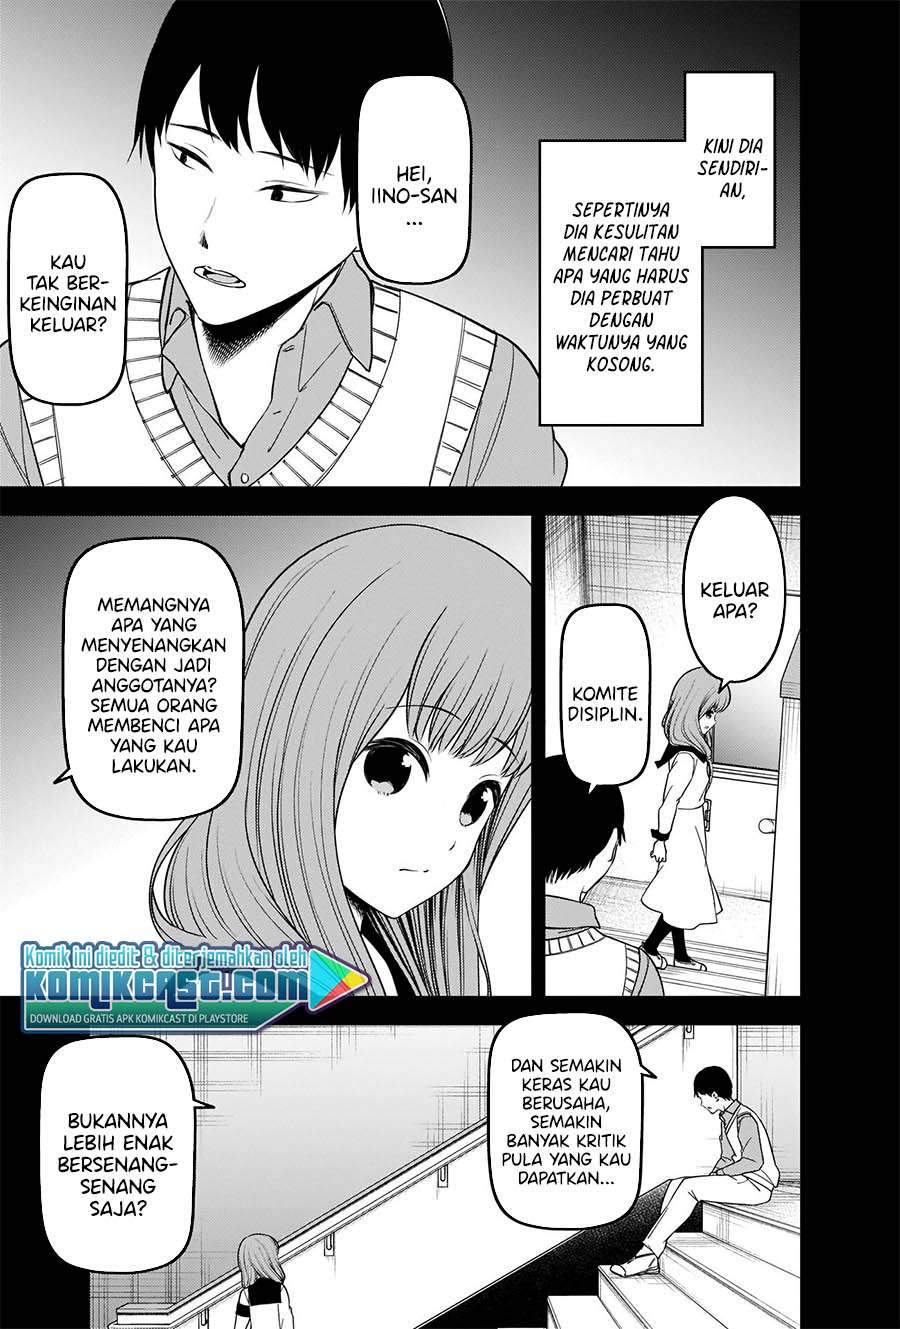 KINI DIA
SENDIRI-
AN,
SEPERTINYA
DIA KESULITAN
MENCARI TAHU
APA YANG HARUS
DIA PERBUAT
DENGAN
WAKTUNYA YANG
KOSONG.
HEI,
IINO-SAN
...
KAU
TAK BER-
KEINGINAN
KELUAR?
KELUAR
APA?
KOMITE
DISIPLIN.
MEMANGNYA
APA YANG
MENYENANGKAN
DENGAN JADI
ANGGOTANYA?
SEMUA ORANG
MEMBENCI APA
YANG KAU
LAKUKAN.
Komik ini diedit & diterjemahkan oleh
KOMIKCAST.COM
DOWNLOAD GRATIS APK KOMIKCAST DI PLAYSTORE
DAN SEMAKIN
KERAS KAU
BERUSAHA,
SEMAKIN
BANYAK KRITIK
PULA YANG KAU
DAPATKAN...
BUKANNYA
LEBIH ENAK
BERSENANG-
SENANG
SAJA?